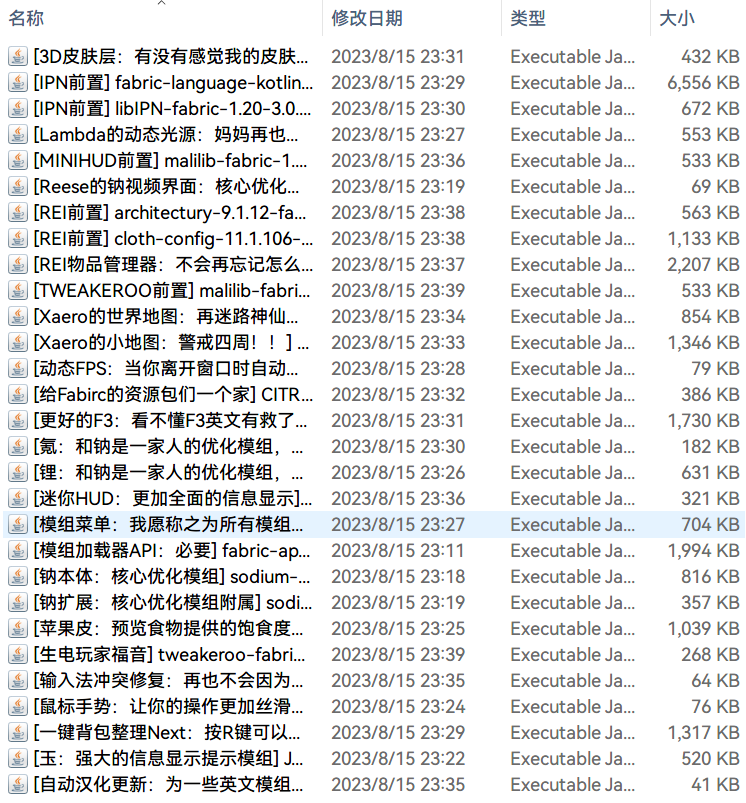 名称 修改日期 类型 大小
[3D皮肤层：有没有感觉我的皮肤... 2023/8/15 23:31 Executable Ja... 432 KB
[IPN前置] fabric-language-kotlin... 2023/8/15 23:29 Executable Ja... 6,556 KB
[IPN前置] libIPN-fabric-1.20-3.0.... 2023/8/15 23:30 Executable Ja... 672 KB
[Lambda的动态光源：妈妈再也... 2023/8/15 23:27 Executable Ja... 553 KB
[MINIHUD前置] malilib-fabric-1.... 2023/8/15 23:36 Executable Ja... 533 KB
[Reese的钠视频界面：核心优化... 2023/8/15 23:19 Executable Ja... 69 KB
[REI前置] architectury-9.1.12-fa... 2023/8/15 23:38 Executable Ja... 563 KB
[REI前置] cloth-config-11.1.106-... 2023/8/15 23:38 Executable Ja... 1,133 KB
[REI物品管理器：不会再忘记怎么... 2023/8/15 23:37 Executable Ja... 2,207 KB
[TWEAKEROO前置] malilib-fabri... 2023/8/15 23:39 Executable Ja... 533 KB
[Xaero的世界地图：再迷路神仙... 2023/8/15 23:34 Executable Ja... 854 KB
[Xaero的小地图：警戒四周！！] ... 2023/8/15 23:33 Executable Ja... 1,346 KB
[动态FPS：当你离开窗口时自动... 2023/8/15 23:28 Executable Ja... 79 KB
[给Fabirc的资源包们一个家] CITR... 2023/8/15 23:32 Executable Ja... 386 KB
[更好的F3：看不懂F3英文有救了... 2023/8/15 23:31 Executable Ja... 1,730 KB
[氪：和钠是一家人的优化模组，... 2023/8/15 23:30 Executable Ja... 182 KB
[锂：和钠是一家人的优化模组，... 2023/8/15 23:26 Executable Ja... 631 KB
[迷你HUD：更加全面的信息显示]... 2023/8/15 23:36 Executable Ja... 321 KB
[模组菜单：我愿称之为所有模组... 2023/8/15 23:27 Executable Ja... 704 KB
[模组加载器API：必要] fabric-ap... 2023/8/15 23:11 Executable Ja... 1,994 KB
[钠本体：核心优化模组] sodium-... 2023/8/15 23:18 Executable Ja... 816 KB
[钠扩展：核心优化模组附属] sodi... 2023/8/15 23:19 Executable Ja... 357 KB
[苹果皮：预览食物提供的饱食度... 2023/8/15 23:25 Executable Ja... 1,039 KB
[生电玩家福音] tweakeroo-fabri... 2023/8/15 23:39 Executable Ja... 268 KB
[输入法冲突修复：再也不会因为... 2023/8/15 23:35 Executable Ja... 64 KB
[鼠标手势：让你的操作更加丝滑... 2023/8/15 23:24 Executable Ja... 76 KB
[一键背包整理Next：按R键可以... 2023/8/15 23:29 Executable Ja... 1,317 KB
[玉：强大的信息显示提示模组] J... 2023/8/15 23:22 Executable Ja... 520 KB
[自动汉化更新：为一些英文模组... 2023/8/15 23:35 Executable Ja... 41 KB